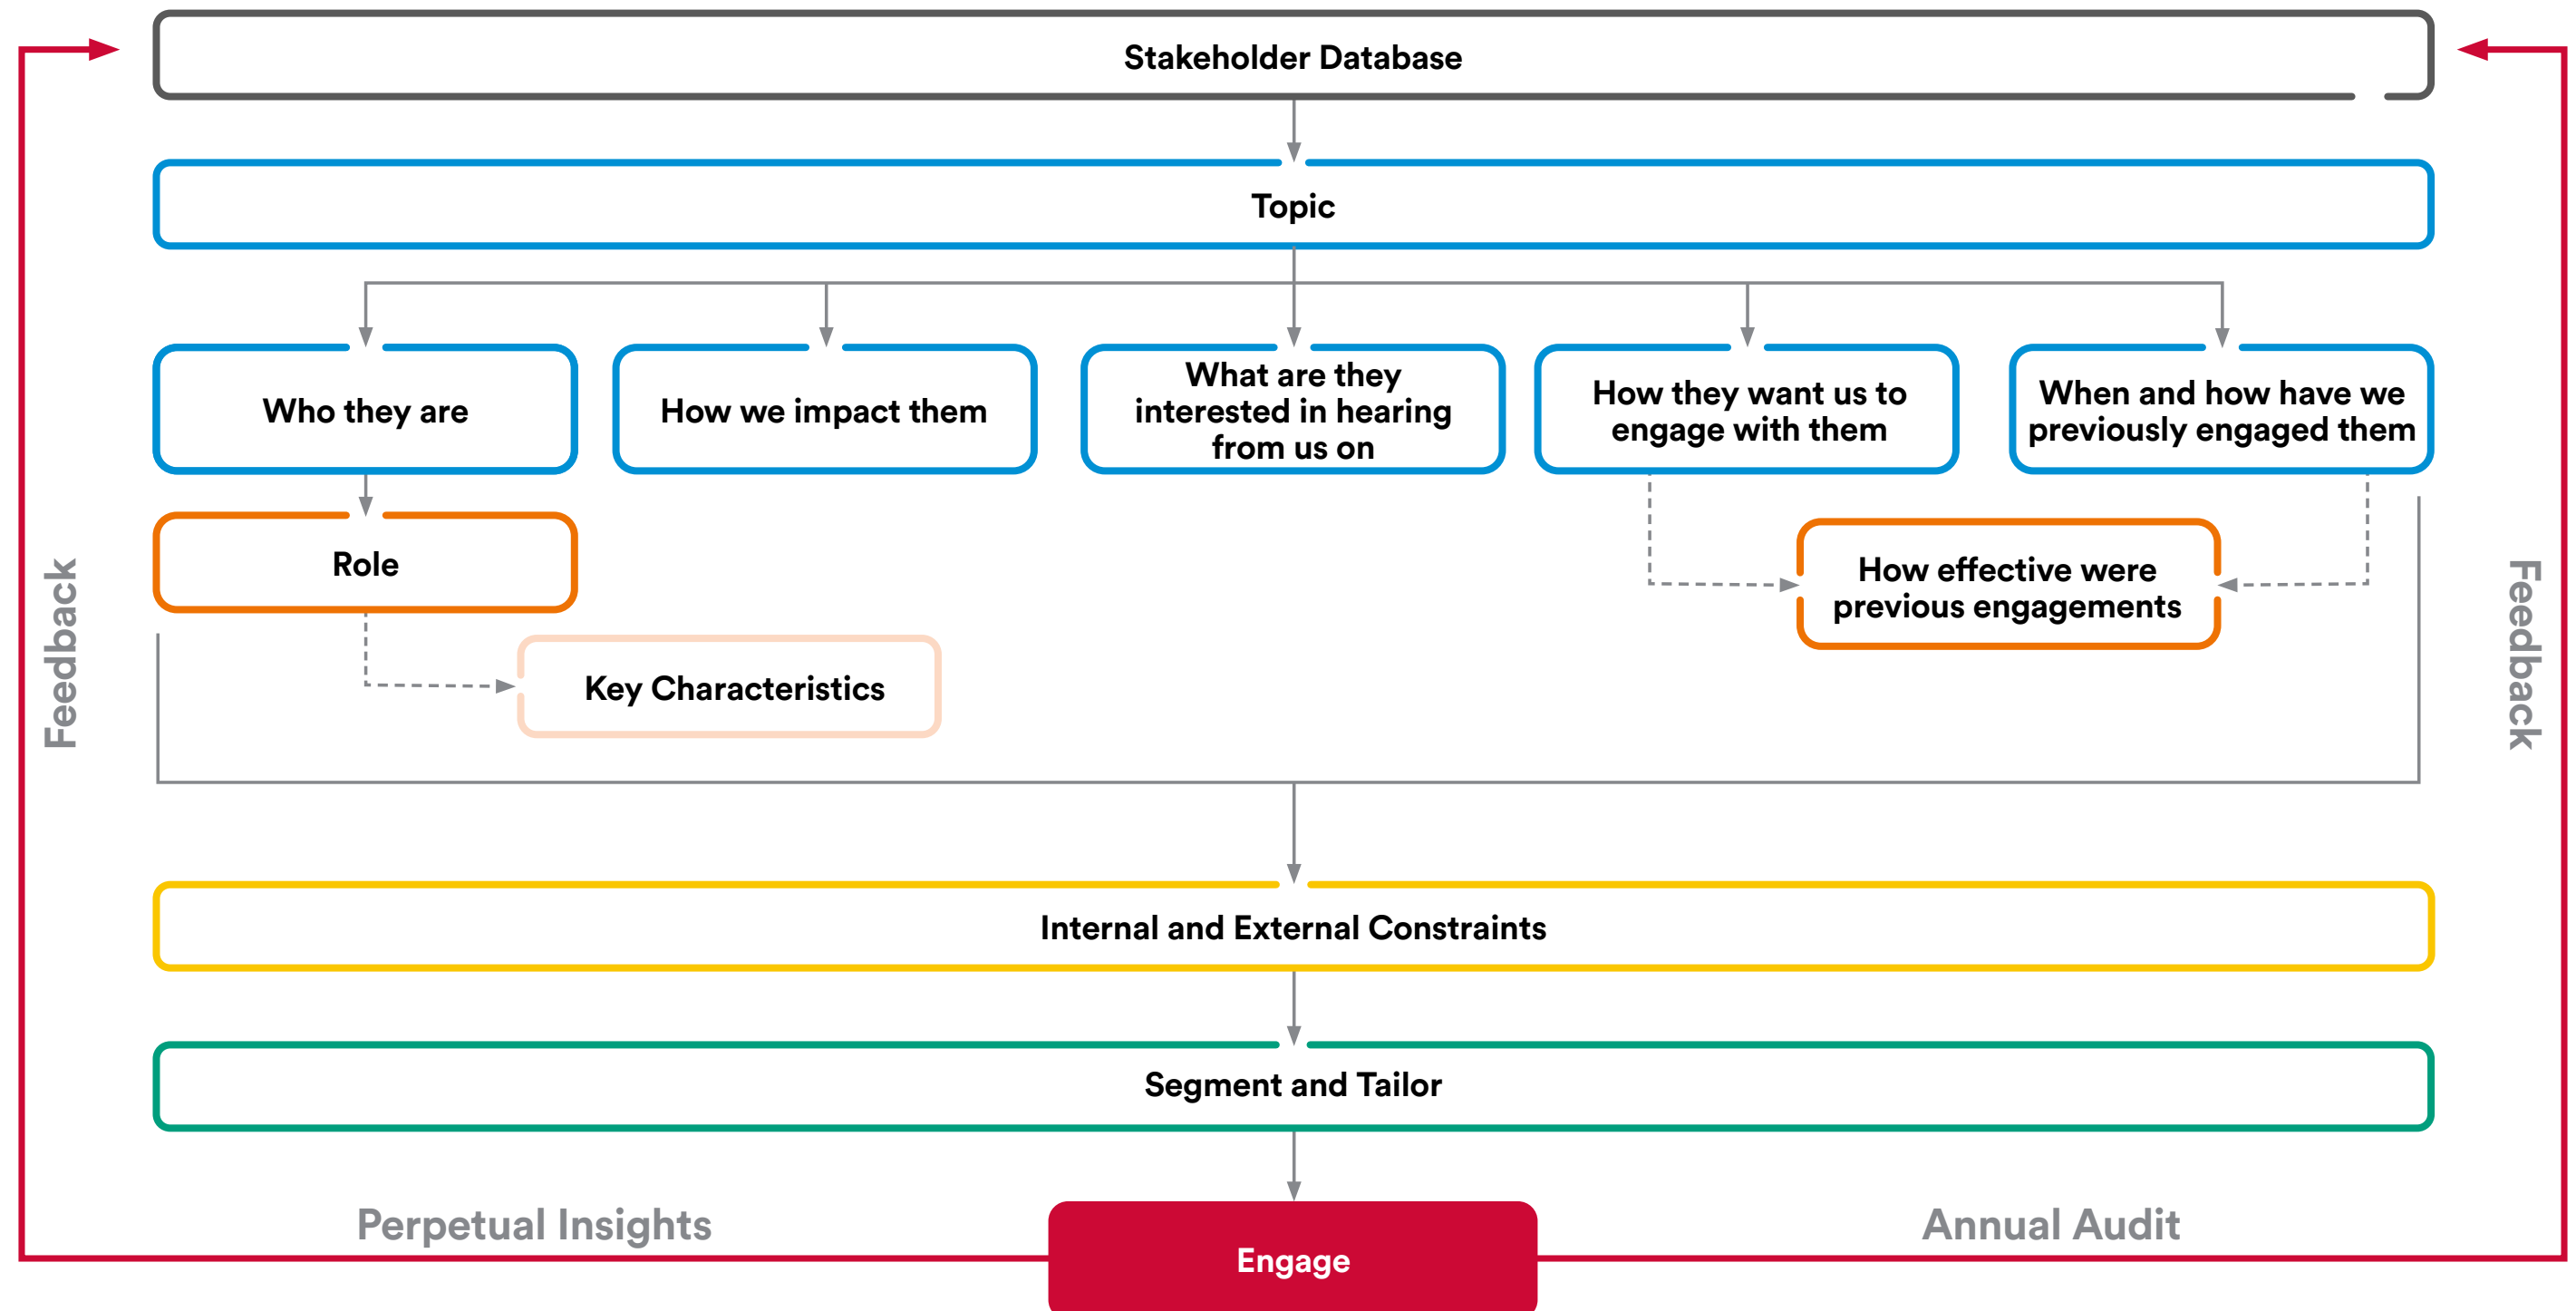 Stakeholder Database
Topic
Who they are
How we impact them
What are they
interested in hearing
from us on
How they want us to
engage with them
When and how have we
previously engaged them
Role
How effective were
previous engagements
Key Characteristics
Feedback
Feedback
Internal and External Constraints
Segment and Tailor
Perpetual Insights
Annual Audit
Engage